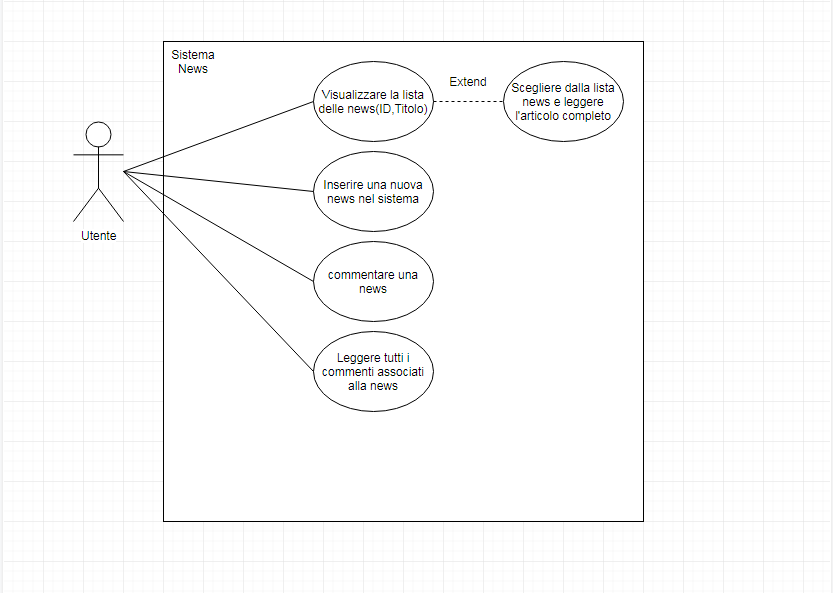 Sistema
News
Visualizzare la lista
delle news(ID,Titolo)
Extend
Scegliere dalla lista
news e leggere
l'articolo completo
Inserire una nuova
news nel sistema
Utente
commentare una
news
Leggere tutti i
commenti associati
alla news